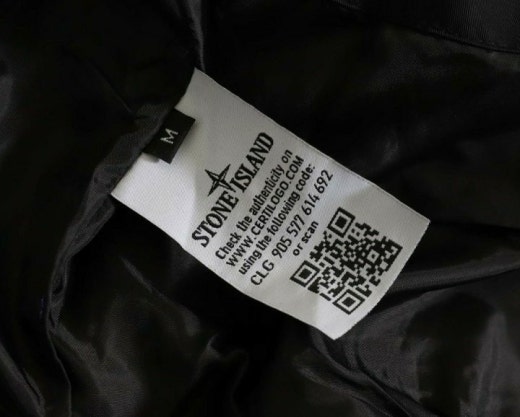 M
STONE ISLAND
Check the authenticity on
WWW.CERTILOGO.COM
using the following code:
CLG 905 577 614 692
or scan